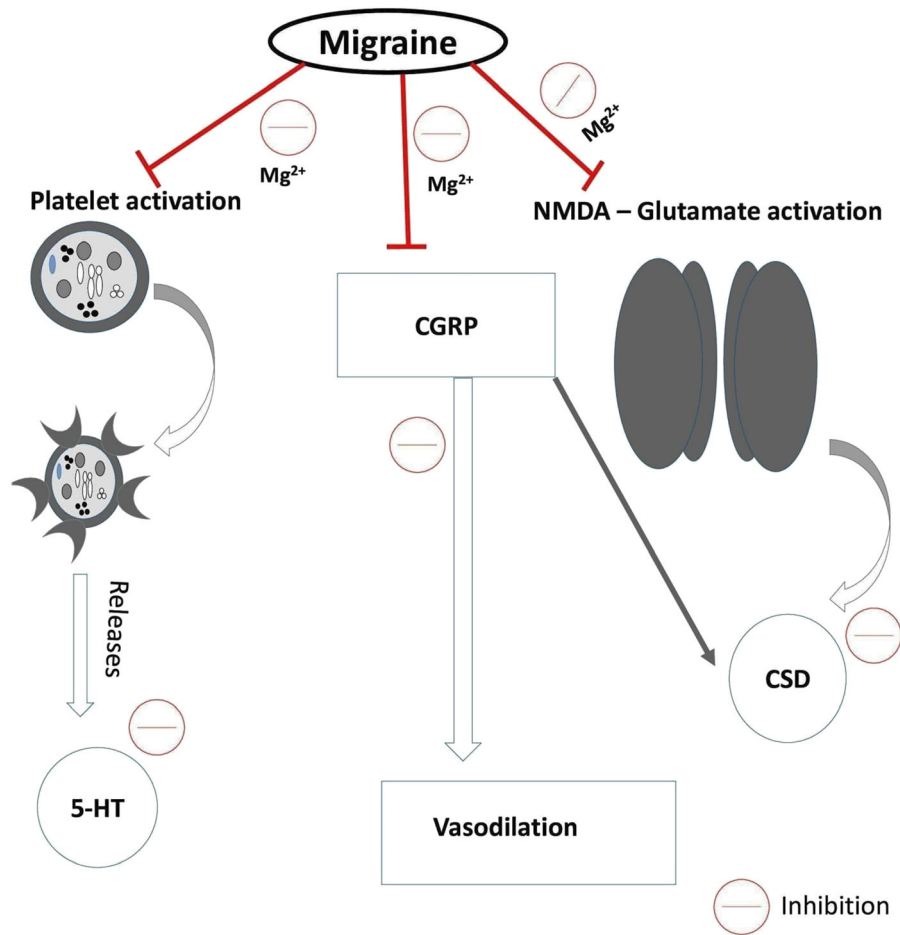 Migraine
Mg²⁺
Mg²⁺
Mg²⁺
Platelet activation
NMDA – Glutamate activation
CGRP
Releases
CSD
5-HT
Vasodilation
Inhibition